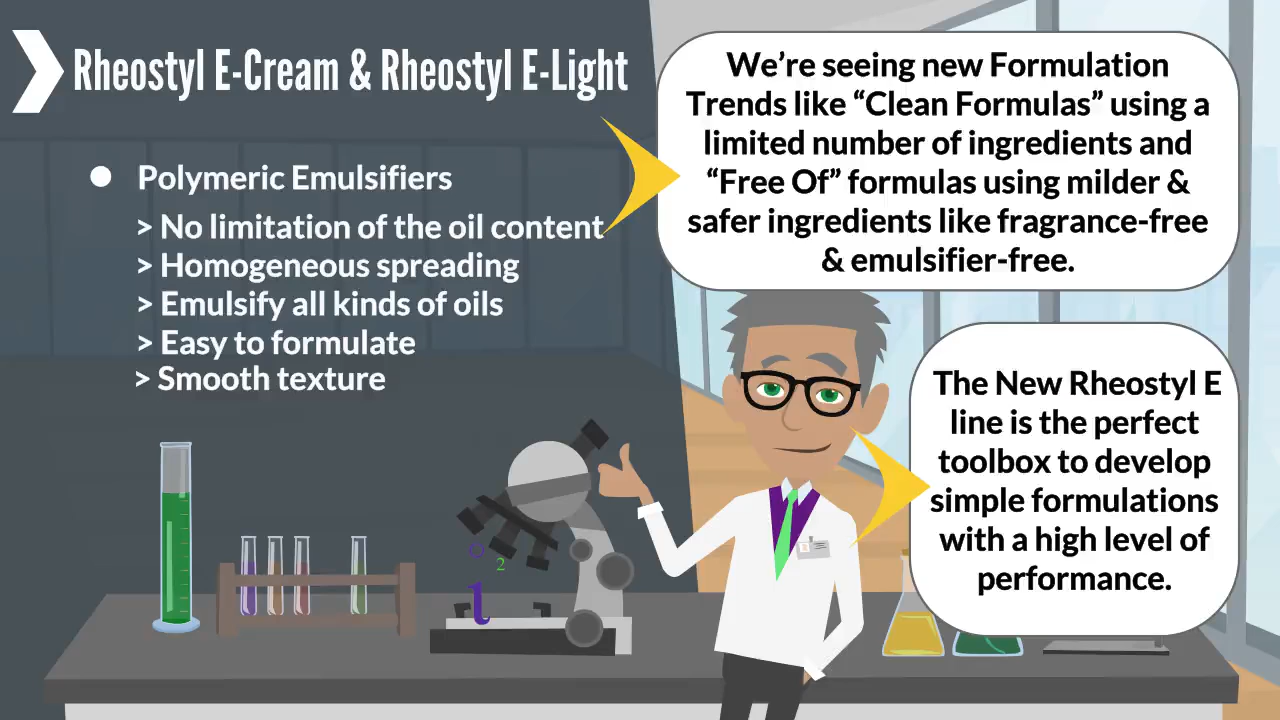 Rheostyl E-Cream & Rheostyl E-Light
● Polymeric Emulsifiers
> No limitation of the oil content
> Homogeneous spreading
> Emulsify all kinds of oils
> Easy to formulate
> Smooth texture
We’re seeing new Formulation
Trends like “Clean Formulas” using a
limited number of ingredients and
“Free Of” formulas using milder &
safer ingredients like fragrance-free
& emulsifier-free.
The New Rheostyl E
line is the perfect
toolbox to develop
simple formulations
with a high level of
performance.
2